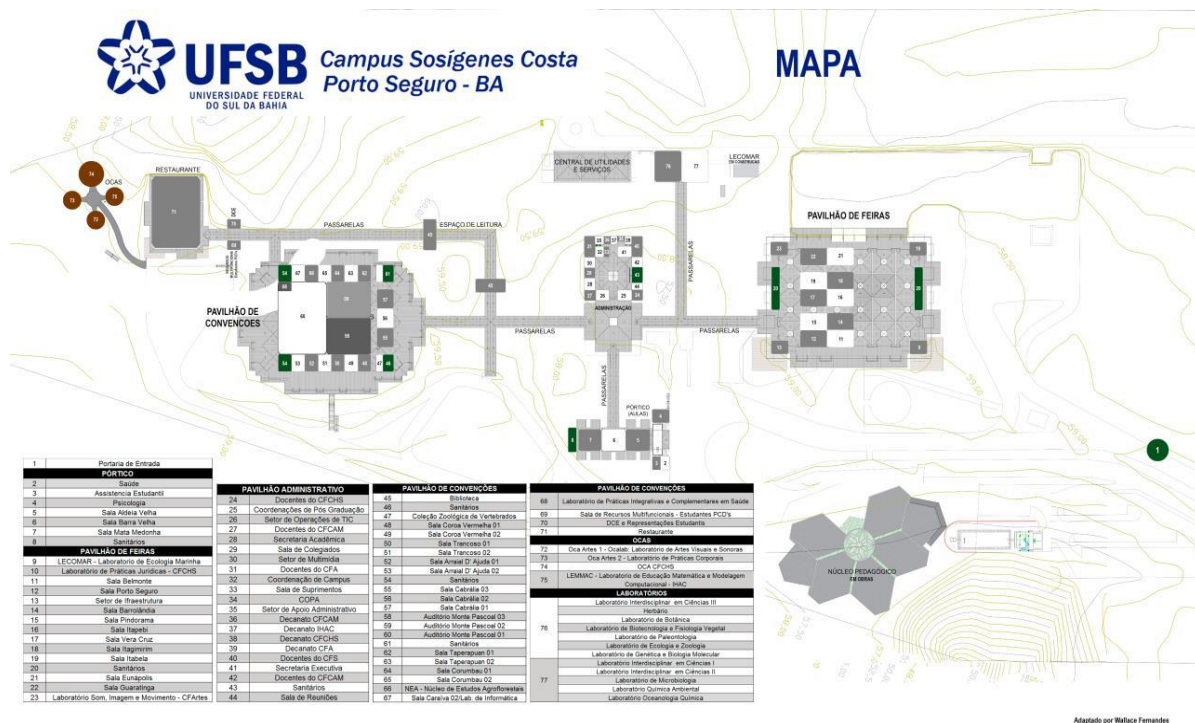 UFSB
UNIVERSIDADE FEDERAL
DO SUL DA BAHIA
Campus Sosígenes Costa
Porto Seguro - BA
MAPA
RESTAURANTE
OCAS
DCE
PASSARELAS
ESPAÇO DE LEITURA
CENTRAL DE UTILIDADES
E SERVIÇOS
LECOMAR
EM CONSTRUÇÃO
PAVILHÃO DE FEIRAS
PASSARELAS
PAVILHÃO DE
CONVENÇOES
ADMINISTRAÇÃO
PASSARELAS
PASSARELAS
PASSARELAS
PÓRTICO
(AULAS)
NÚCLEO PEDAGÓGICO
EM OBRAS
1 Portaria de Entrada
PÓRTICO
2 Saúde
3 Assistencia Estudantil
4 Psicologia
5 Sala Aldeia Velha
6 Sala Barra Velha
7 Sala Mata Medonha
8 Sanitários
PAVILHÃO DE FEIRAS
9 LECOMAR - Laboratorio de Ecologia Marinha
10 Laboratório de Práticas Jurídicas - CFCHS
11 Sala Belmonte
12 Sala Porto Seguro
13 Setor de Ifraestrutura
14 Sala Barrolândia
15 Sala Pindorama
16 Sala Itapebi
17 Sala Vera Cruz
18 Sala Itagimirim
19 Sala Itabela
20 Sanitários
21 Sala Eunápolis
22 Sala Guaratinga
23 Laboratório Som, Imagem e Movimento - CFArtes
PAVILHÃO ADMINISTRATIVO
24 Docentes do CFCHS
25 Coordenações de Pós Graduação
26 Setor de Operações de TIC
27 Docentes do CFCAM
28 Secretaria Acadêmica
29 Sala de Colegiados
30 Setor de Multimidia
31 Docentes do CFA
32 Coordenação de Campus
33 Sala de Suprimentos
34 COPA
35 Setor de Apoio Administrativo
36 Decanato CFCAM
37 Decanato IHAC
38 Decanato CFCHS
39 Decanato CFA
40 Docentes do CFS
41 Secretaria Executiva
42 Docentes do CFCAM
43 Sanitários
44 Sala de Reuniões
PAVILHÃO DE CONVENÇÕES
45 Biblioteca
46 Sanitários
47 Coleção Zoológica de Vertebrados
48 Sala Coroa Vermelha 01
49 Sala Coroa Vermelha 02
50 Sala Trancoso 01
51 Sala Trancoso 02
52 Sala Arraial D' Ajuda 01
53 Sala Arraial D' Ajuda 02
54 Sanitários
55 Sala Cabrália 03
56 Sala Cabrália 02
57 Sala Cabrália 01
58 Auditório Monte Pascoal 03
59 Auditório Monte Pascoal 02
60 Auditório Monte Pascoal 01
61 Sanitários
62 Sala Taperapuan 01
63 Sala Taperapuan 02
64 Sala Corumbau 01
65 Sala Corumbau 02
66 NEA - Núcleo de Estudos Agroflorestais
67 Sala Caraíva 02/Lab. de Informática
PAVILHÃO DE CONVENÇÕES
68 Laboratório de Práticas Integrativas e Complementares em Saúde
69 Sala de Recursos Multifuncionais - Estudantes PCD's
70 DCE e Representações Estudantis
71 Restaurante
OCAS
72 Oca Artes 1 - Ocalab: Laboratório de Artes Visuais e Sonoras
73 Oca Artes 2 - Laboratório de Práticas Corporais
74 OCA CFCHS
75 LEMMAC - Laboratorio de Educação Matemática e Modelagem
Computacional - IHAC
LABORATÓRIOS
76 Laboratório Interdisciplinar em Ciências III
Herbário
Laboratório de Botânica
Laboratório de Biotecnologia e Fisiologia Vegetal
Laboratório de Paleontologia
Laboratório de Ecologia e Zoologia
Laboratório de Genética e Biologia Molecular
77 Laboratório Interdisciplinar em Ciências I
Laboratório Interdisciplinar em Ciências II
Laboratório de Microbiologia
Laboratório Química Ambiental
Laboratório Oceanologia Química
Adaptado por Wallace Fernandes